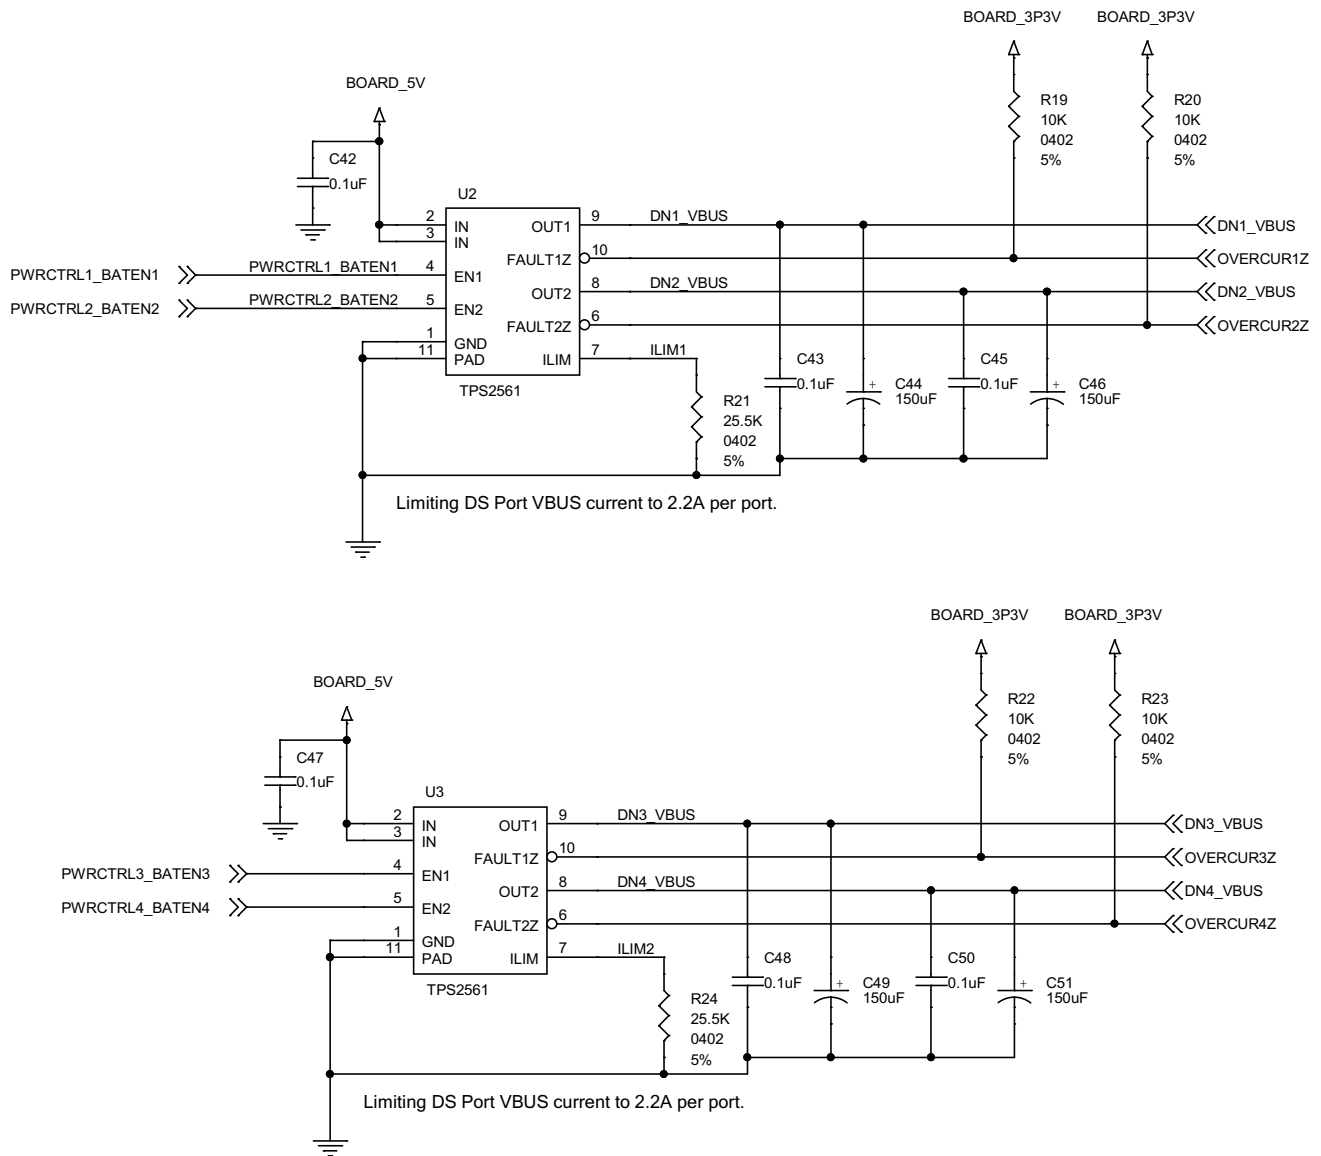 BOARD_3P3V BOARD_3P3V
BOARD_5V
R19
10K
0402
5%
R20
10K
0402
5%
C42
0.1uF
U2
2 IN
3 IN
4 EN1
5 EN2
1 GND
11 PAD
OUT1 9
FAULT1Z 10
OUT2 8
FAULT2Z 6
ILIM 7
TPS2561
PWRCTRL1_BATEN1 PWRCTRL1_BATEN1
PWRCTRL2_BATEN2 PWRCTRL2_BATEN2
DN1_VBUS DN1_VBUS
OVERCUR1Z
DN2_VBUS DN2_VBUS
OVERCUR2Z
ILIM1
R21
25.5K
0402
5%
C43
0.1uF
+
C44
150uF
C45
0.1uF
+
C46
150uF
Limiting DS Port VBUS current to 2.2A per port.
BOARD_3P3V BOARD_3P3V
BOARD_5V
R22
10K
0402
5%
R23
10K
0402
5%
C47
0.1uF
U3
2 IN
3 IN
4 EN1
5 EN2
1 GND
11 PAD
OUT1 9
FAULT1Z 10
OUT2 8
FAULT2Z 6
ILIM 7
TPS2561
PWRCTRL3_BATEN3
PWRCTRL4_BATEN4
DN3_VBUS DN3_VBUS
OVERCUR3Z
DN4_VBUS DN4_VBUS
OVERCUR4Z
ILIM2
R24
25.5K
0402
5%
C48
0.1uF
+
C49
150uF
C50
0.1uF
+
C51
150uF
Limiting DS Port VBUS current to 2.2A per port.